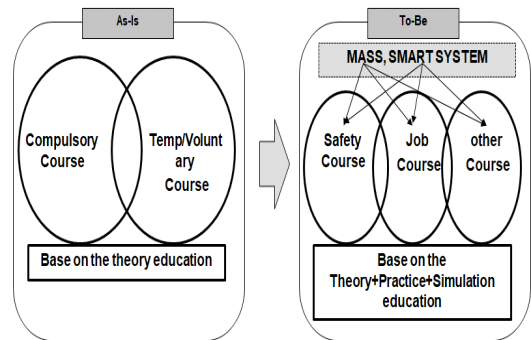 As-Is
Compulsory
Course
Temp/Volunt
ary
Course
Base on the theory education
To-Be
MASS, SMART SYSTEM
Safety
Course
Job
Course
other
Course
Base on the
Theory+Practice+Simulation
education